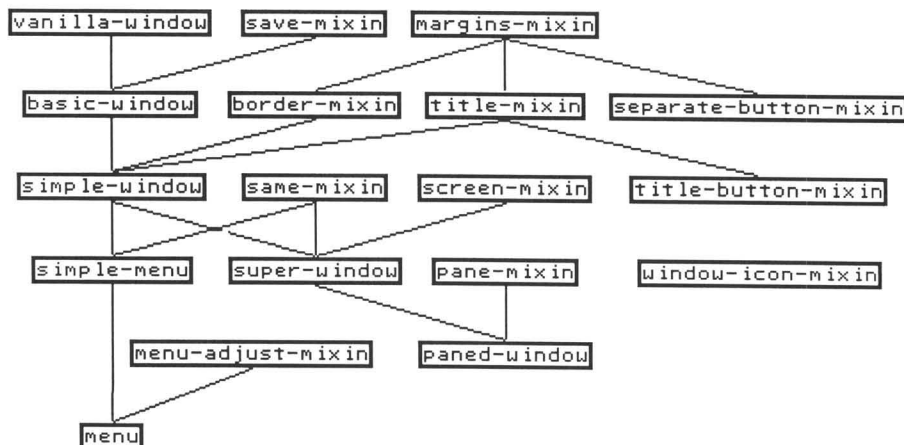 vanilla-window
save-mixin
margins-mixin
basic-window
border-mixin
title-mixin
separate-button-mixin
simple-window
same-mixin
screen-mixin
title-button-mixin
simple-menu
super-window
pane-mixin
window-icon-mixin
menu-adjust-mixin
paned-window
menu